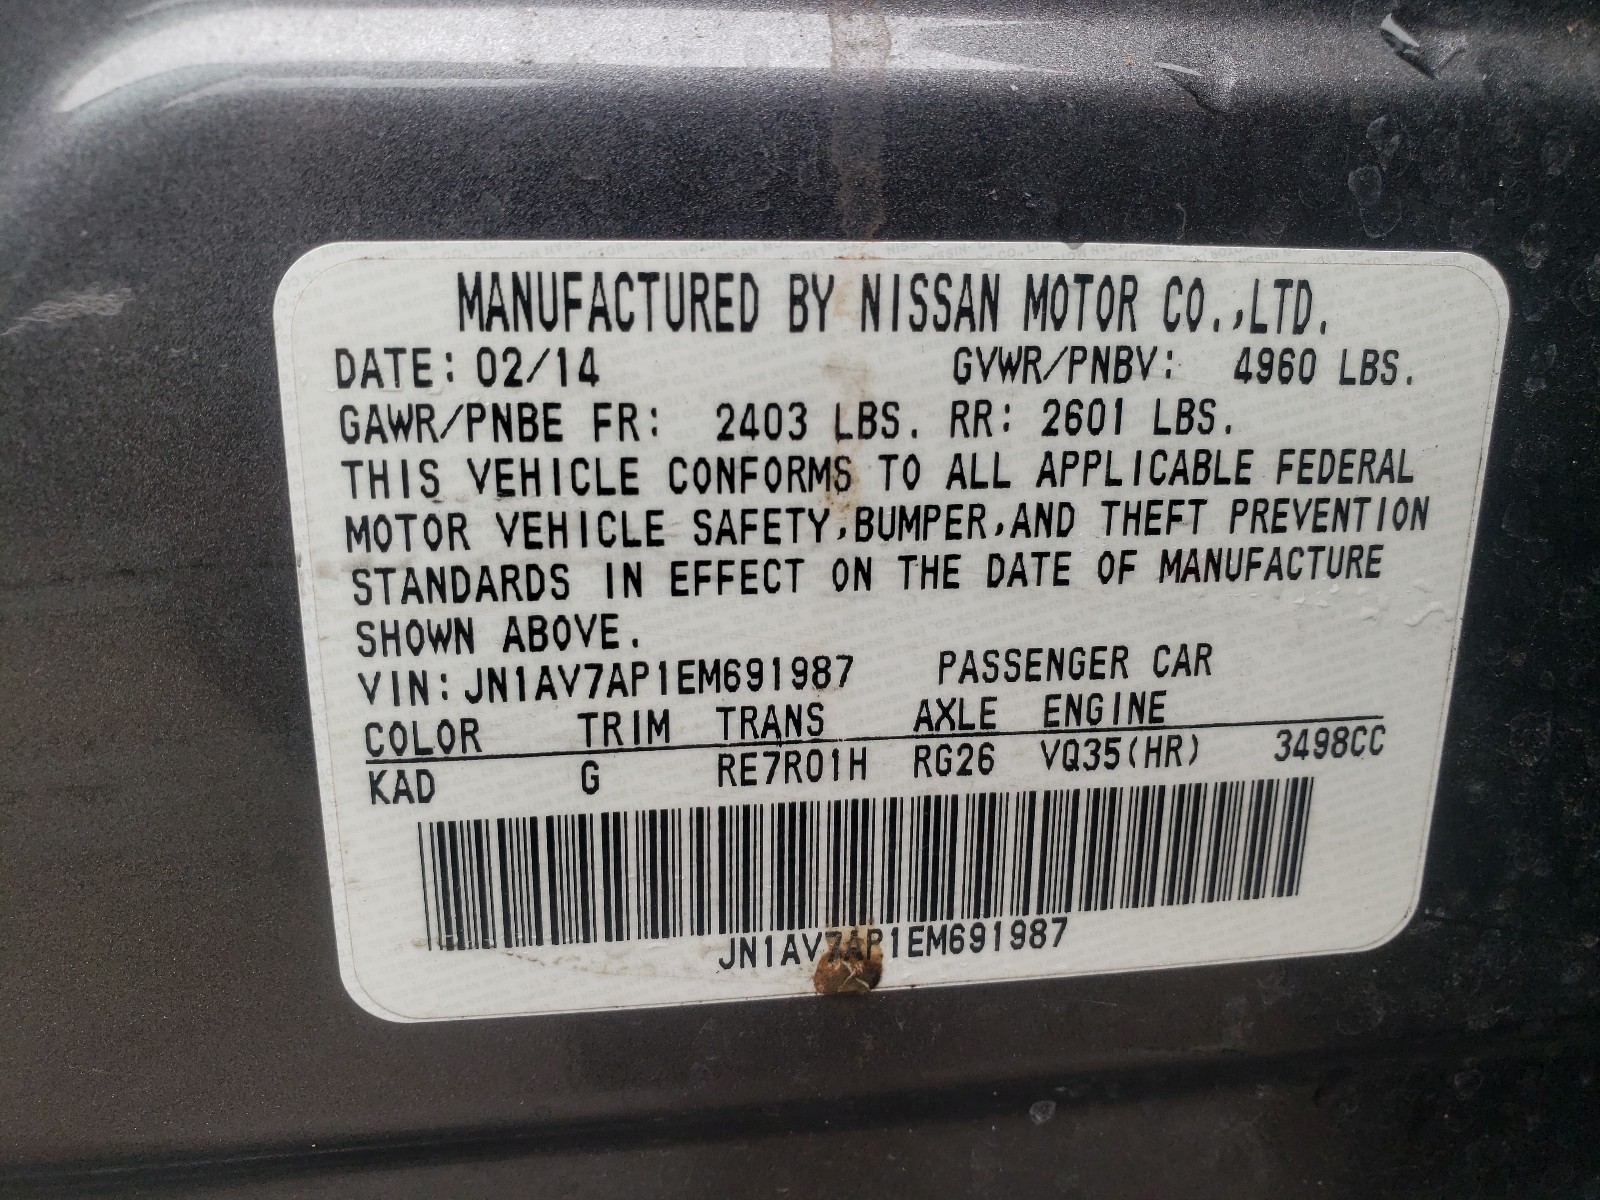 MANUFACTURED BY NISSAN MOTOR CO.,LTD.
DATE: 02/14 GVWR/PNBV: 4960 LBS.
GAWR/PNBE FR: 2403 LBS. RR: 2601 LBS.
THIS VEHICLE CONFORMS TO ALL APPLICABLE FEDERAL
MOTOR VEHICLE SAFETY,BUMPER,AND THEFT PREVENTION
STANDARDS IN EFFECT ON THE DATE OF MANUFACTURE
SHOWN ABOVE.
VIN: JN1AV7AP1EM691987 PASSENGER CAR
COLOR TRIM TRANS AXLE ENGINE
KAD G RE7R01H RG26 VQ35(HR) 3498CC
JN1AV7AP1EM691987